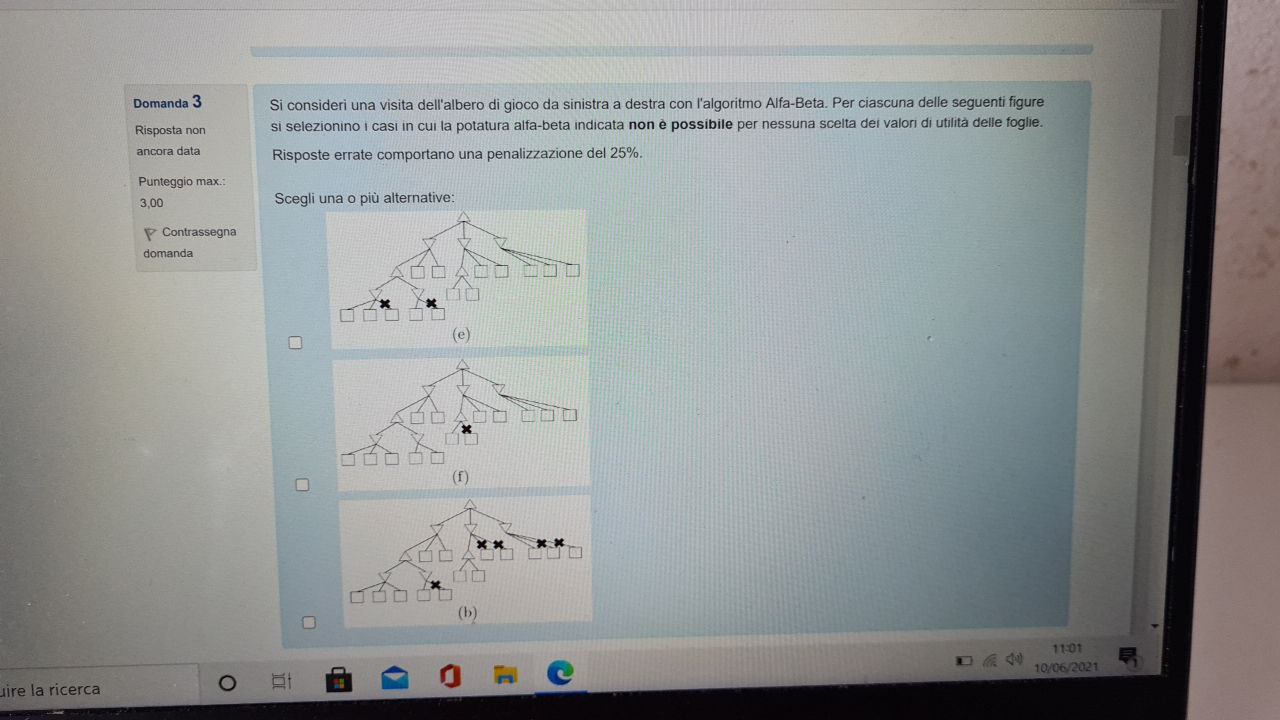 Domanda 3
Risposta non
ancora data
Punteggio max.:
3,00
Contrassegna
domanda
Si consideri una visita dell'albero di gioco da sinistra a destra con l'algoritmo Alfa-Beta. Per ciascuna delle seguenti figure
si selezionino i casi in cui la potatura alfa-beta indicata non è possibile per nessuna scelta dei valori di utilità delle foglie.
Risposte errate comportano una penalizzazione del 25%.
Scegli una o più alternative:
(e)
(f)
(b)
uire la ricerca
11:01
10/06/2021
1